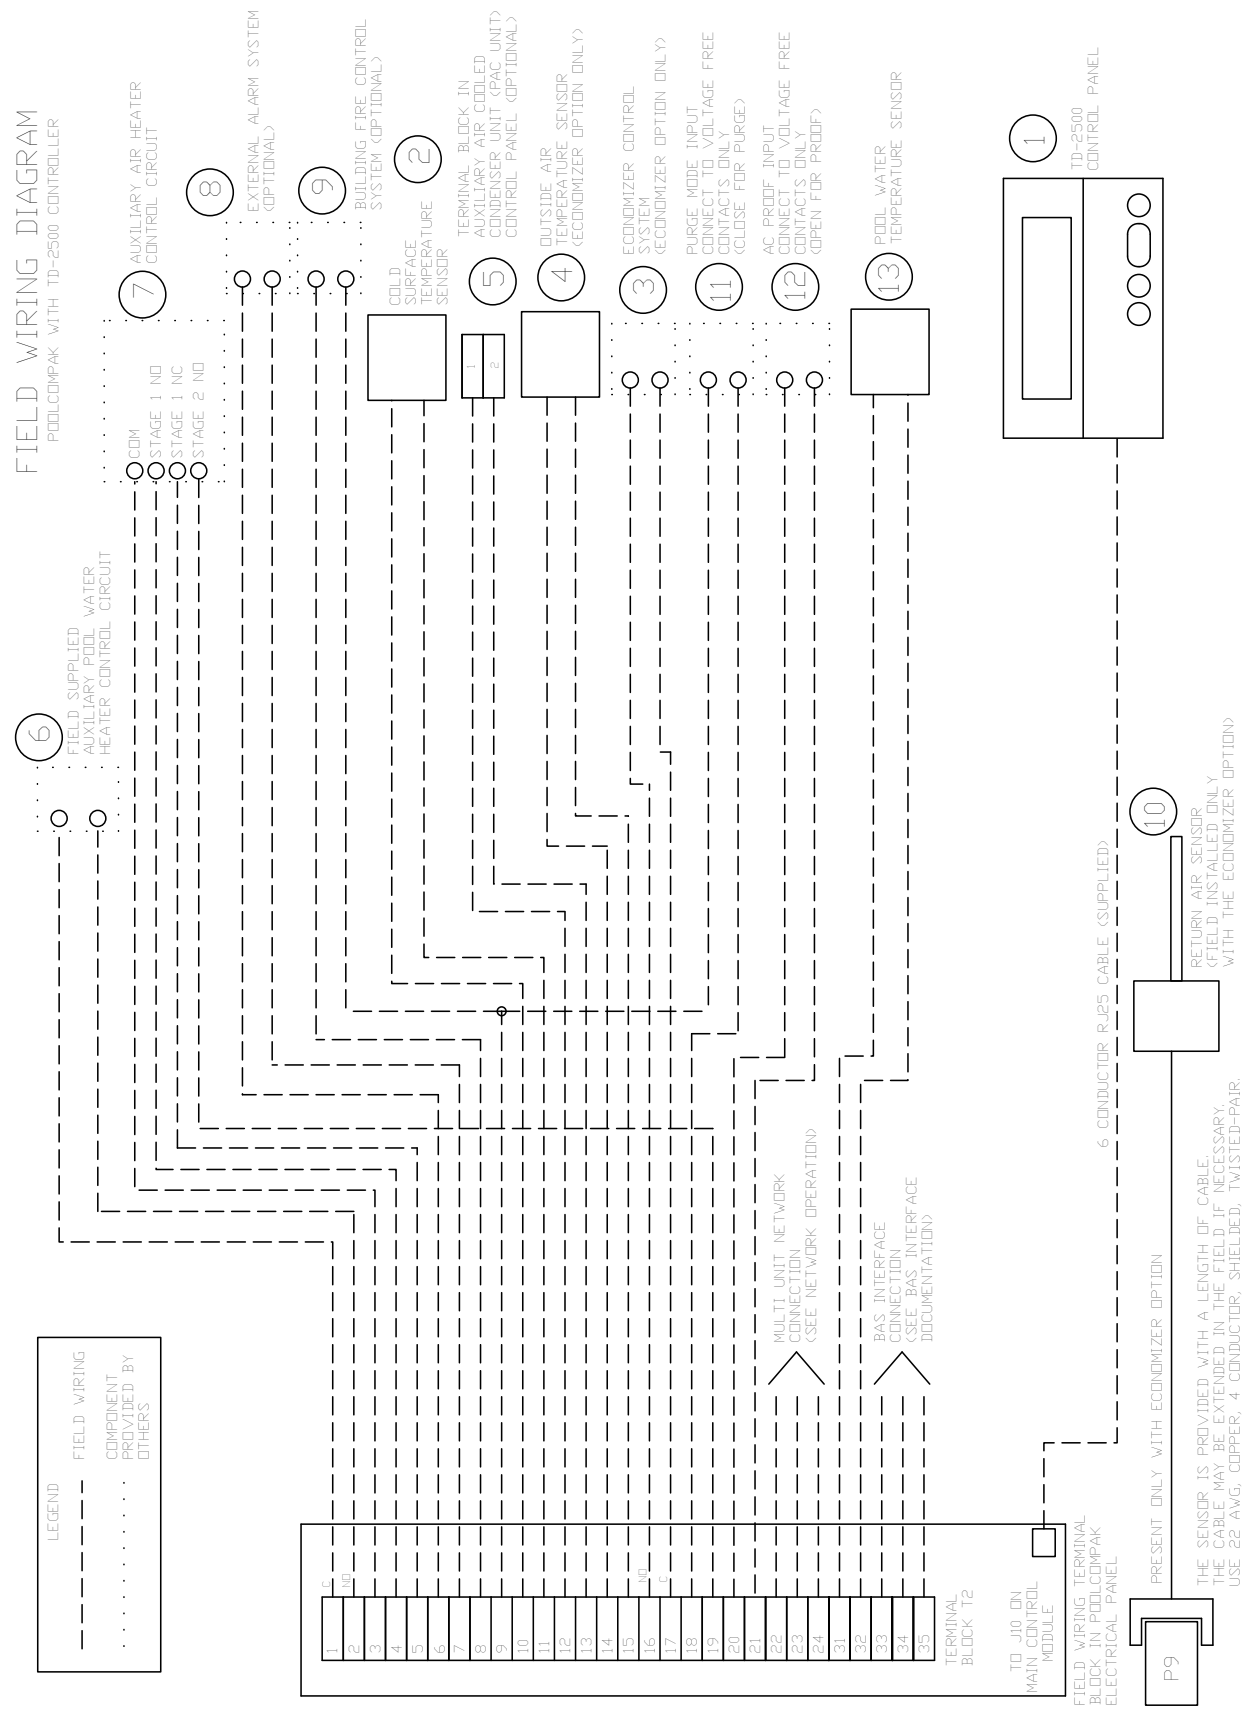 FIELD WIRING DIAGRAM
POOLCOMPAK WITH TD-2500 CONTROLLER
LEGEND
FIELD WIRING
COMPONENT
PROVIDED BY
OTHERS
6
FIELD SUPPLIED
AUXILIARY POOL WATER
HEATER CONTROL CIRCUIT
7
AUXILIARY AIR HEATER
CONTROL CIRCUIT
COM
STAGE 1 NO
STAGE 1 NC
STAGE 2 NO
8
EXTERNAL ALARM SYSTEM
(OPTIONAL)
9
BUILDING FIRE CONTROL
SYSTEM (OPTIONAL)
2
COLD
SURFACE
TEMPERATURE
SENSOR
5
TERMINAL BLOCK IN
AUXILIARY AIR COOLED
CONDENSER UNIT (PAC UNIT)
CONTROL PANEL (OPTIONAL)
1
2
4
OUTSIDE AIR
TEMPERATURE SENSOR
(ECONOMIZER OPTION ONLY)
3
ECONOMIZER CONTROL
SYSTEM
(ECONOMIZER OPTION ONLY)
11
PURGE MODE INPUT
CONNECT TO VOLTAGE FREE
CONTACTS ONLY
(CLOSE FOR PURGE)
12
AC PROOF INPUT
CONNECT TO VOLTAGE FREE
CONTACTS ONLY
(OPEN FOR PROOF)
13
POOL WATER
TEMPERATURE SENSOR
1
TD-2500
CONTROL PANEL
C
NO
NO
C
1
2
3
4
5
6
7
8
9
10
11
12
13
14
15
16
17
18
19
20
21
22
23
24
31
32
33
34
35
TERMINAL
BLOCK T2
MULTI UNIT NETWORK
CONNECTION
(SEE NETWORK OPERATION)
BAS INTERFACE
CONNECTION
(SEE BAS INTERFACE
DOCUMENTATION)
TO J10 ON
MAIN CONTROL
MODULE
FIELD WIRING TERMINAL
BLOCK IN POOLCOMPAK
ELECTRICAL PANEL
6 CONDUCTOR RJ25 CABLE (SUPPLIED)
10
RETURN AIR SENSOR
(FIELD INSTALLED ONLY
WITH THE ECONOMIZER OPTION)
P9
PRESENT ONLY WITH ECONOMIZER OPTION
THE SENSOR IS PROVIDED WITH A LENGTH OF CABLE.
THE CABLE MAY BE EXTENDED IN THE FIELD IF NECESSARY.
USE 22 AWG, COPPER, 4 CONDUCTOR, SHIELDED, TWISTED-PAIR.